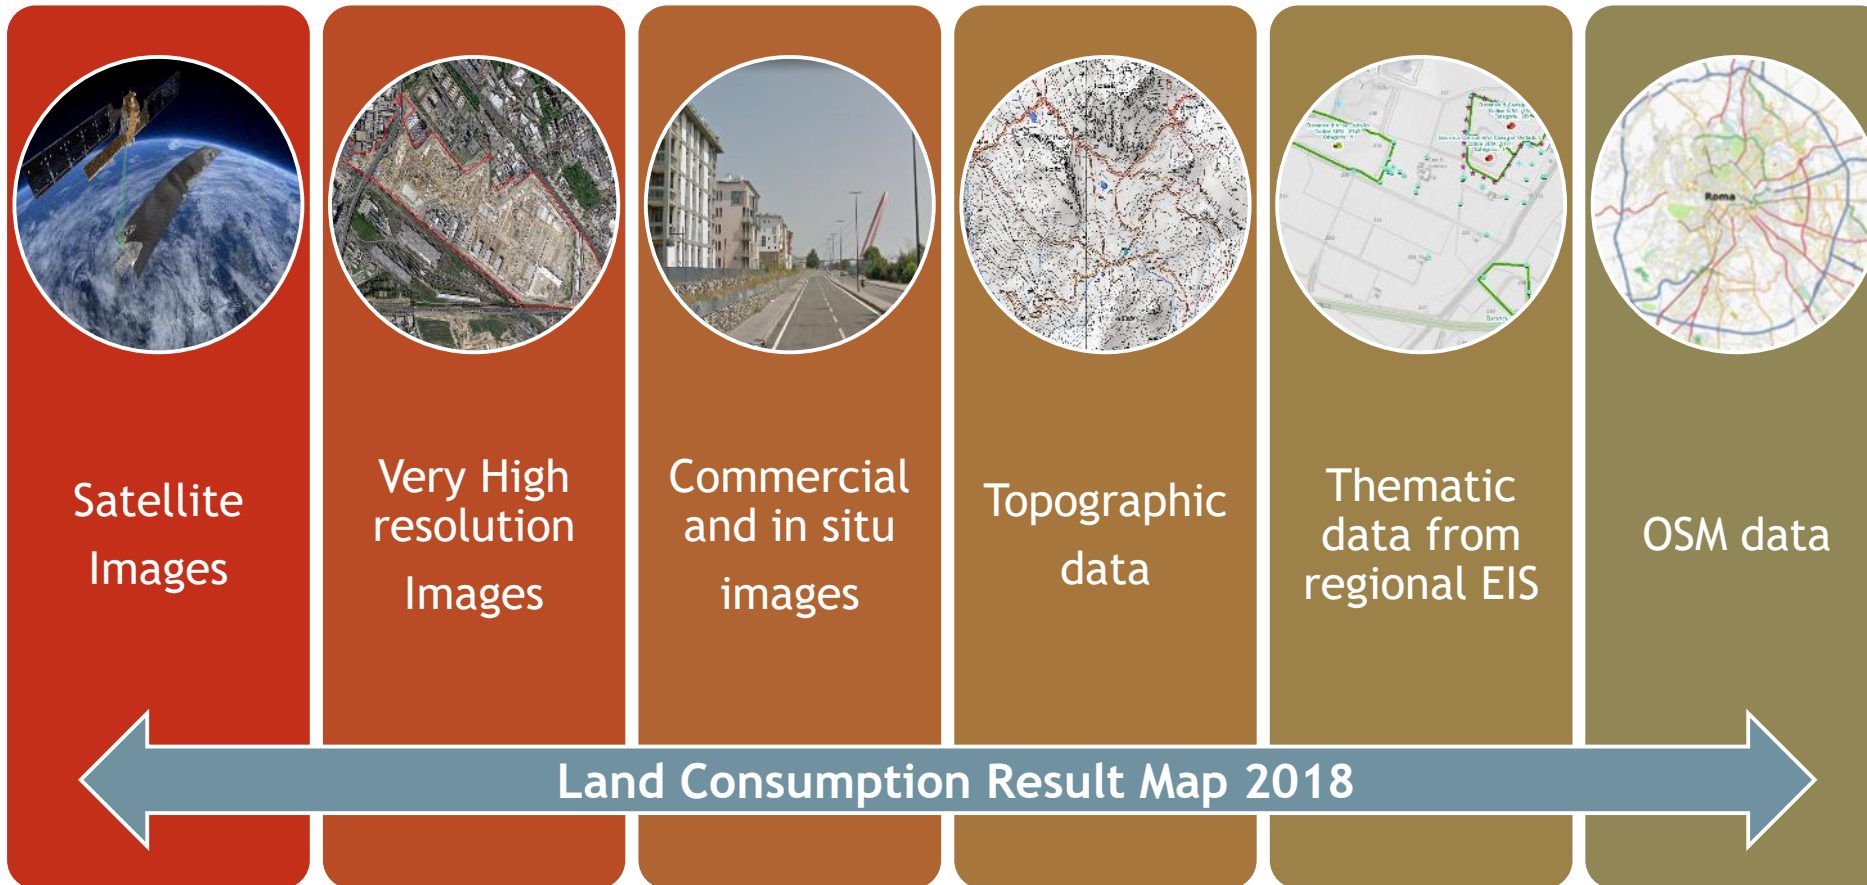 Roma
Satellite
Images
Very High
resolution
Images
Commercial
and in situ
images
Topographic
data
Thematic
data from
regional EIS
OSM data
Land Consumption Result Map 2018